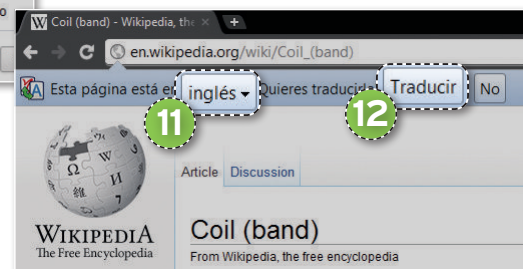 o
Coil (band) - Wikipedia, the
en.wikipedia.org/wiki/Coil_(band)
Esta página está en inglés Quieres traducirla Traducir No
11
12
Article Discussion
WIKIPEDIA
The Free Encyclopedia
Coil (band)
From Wikipedia, the free encyclopedia